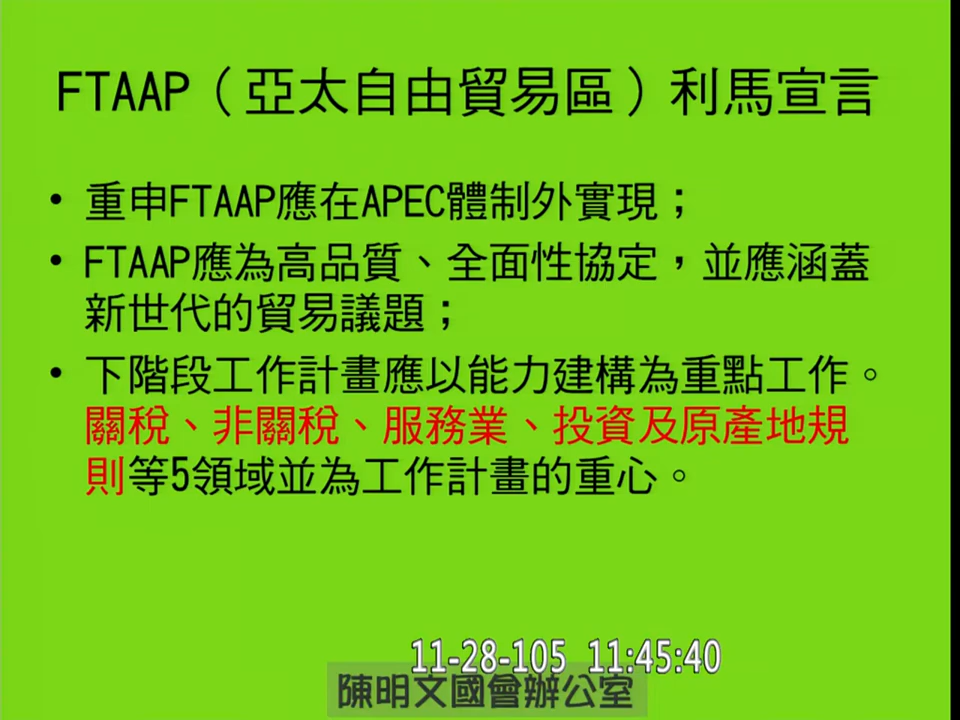 FTAAP（亞太自由貿易區）利馬宣言
• 重申FTAAP應在APEC體制外實現；
• FTAAP應為高品質、全面性協定，並應涵蓋
新世代的貿易議題；
• 下階段工作計畫應以能力建構為重點工作。
關稅、非關稅、服務業、投資及原產地規
則等5領域並為工作計畫的重心。
11-28-105 11:45:40
陳明文國會辦公室